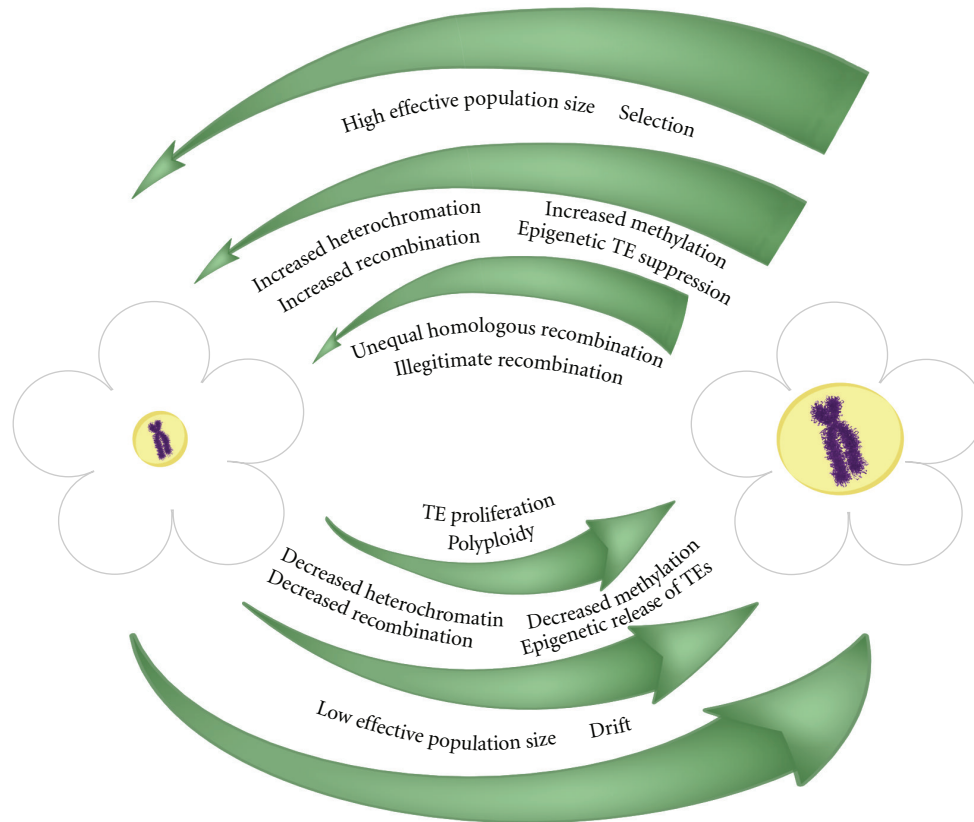 High effective population size Selection
Increased heterochromation
Increased recombination
Increased methylation
Epigenetic TE suppression
Unequal homologous recombination
Illegitimate recombination
TE proliferation
Polyploidy
Decreased heterochromatin
Decreased recombination
Decreased methylation
Epigenetic release of TEs
Low effective population size Drift